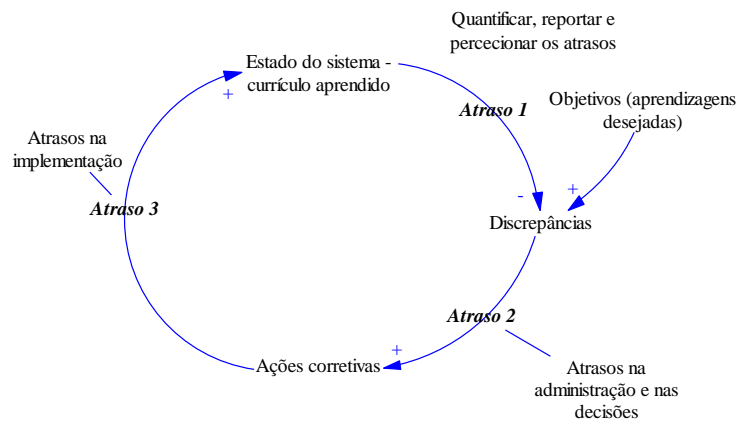 Quantificar, reportar e
percecionar os atrasos
Estado do sistema -
currículo aprendido
+
Atraso 1
Objetivos (aprendizagens
desejadas)
Atrasos na
implementação
Atraso 3
-
+
Discrepâncias
Atraso 2
+
Ações corretivas
Atrasos na
administração e nas
decisões